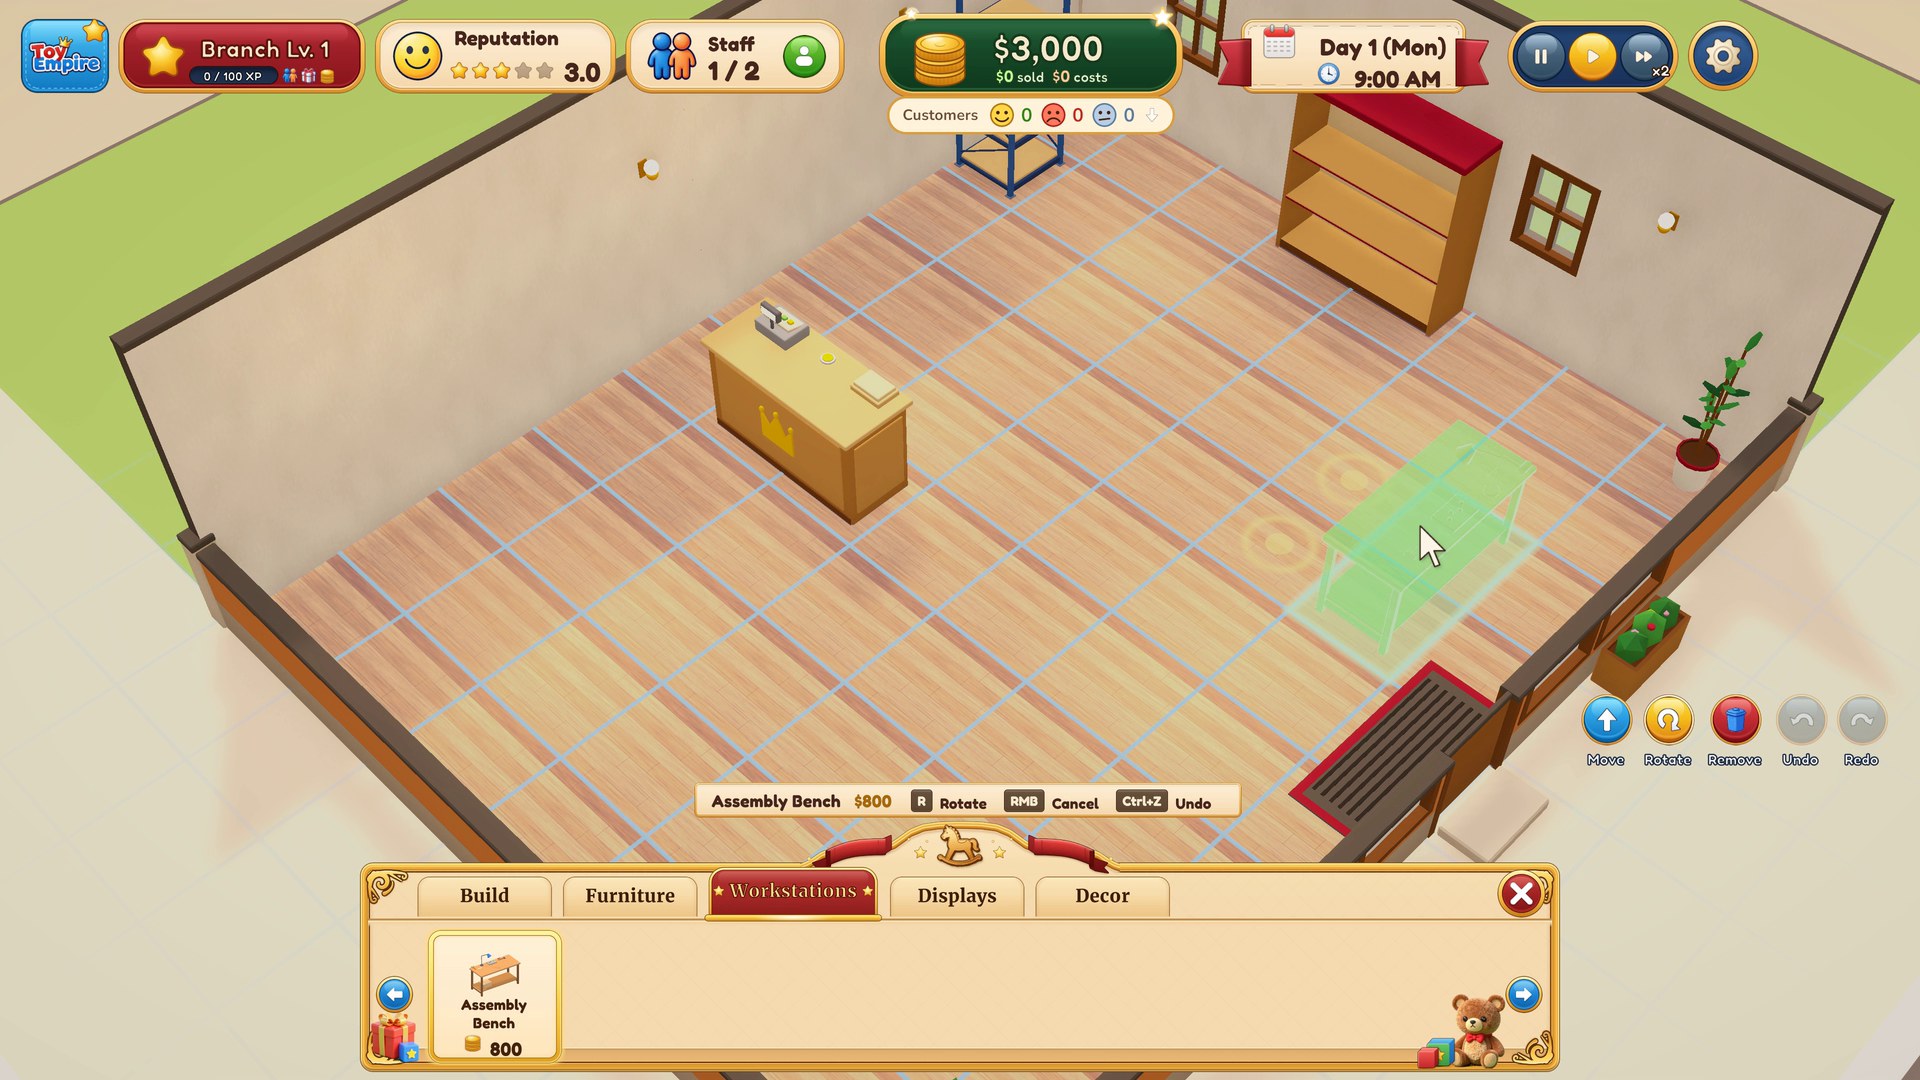 Toy
Empire
Branch Lv. 1
0 / 100 XP
Reputation
3.0
Staff
1 / 2
$3,000
$0 sold $0 costs
Customers 0 0 0
Day 1 (Mon)
9:00 AM
x2
Move
Rotate
Remove
Undo
Redo
Assembly Bench $800 R Rotate RMB Cancel Ctrl+Z Undo
Build
Furniture
Workstations
Displays
Decor
Assembly
Bench
800